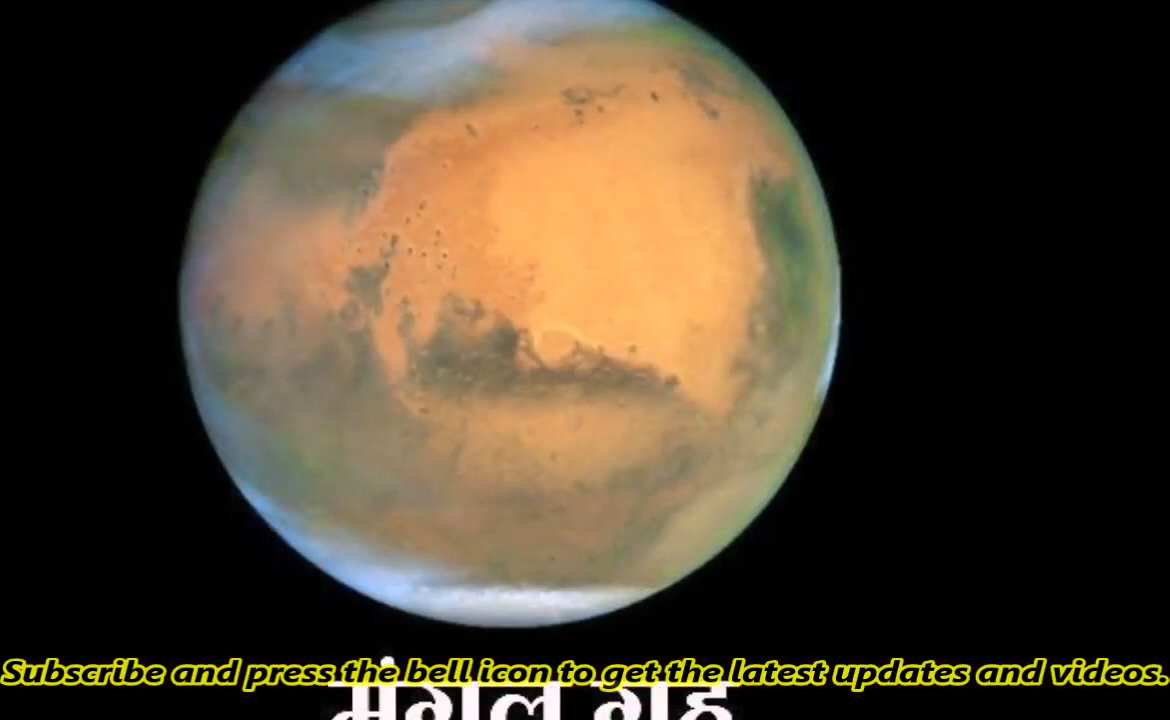 Subscribe and press the bell icon to get the latest updates and videos.
मंगल ग्रह